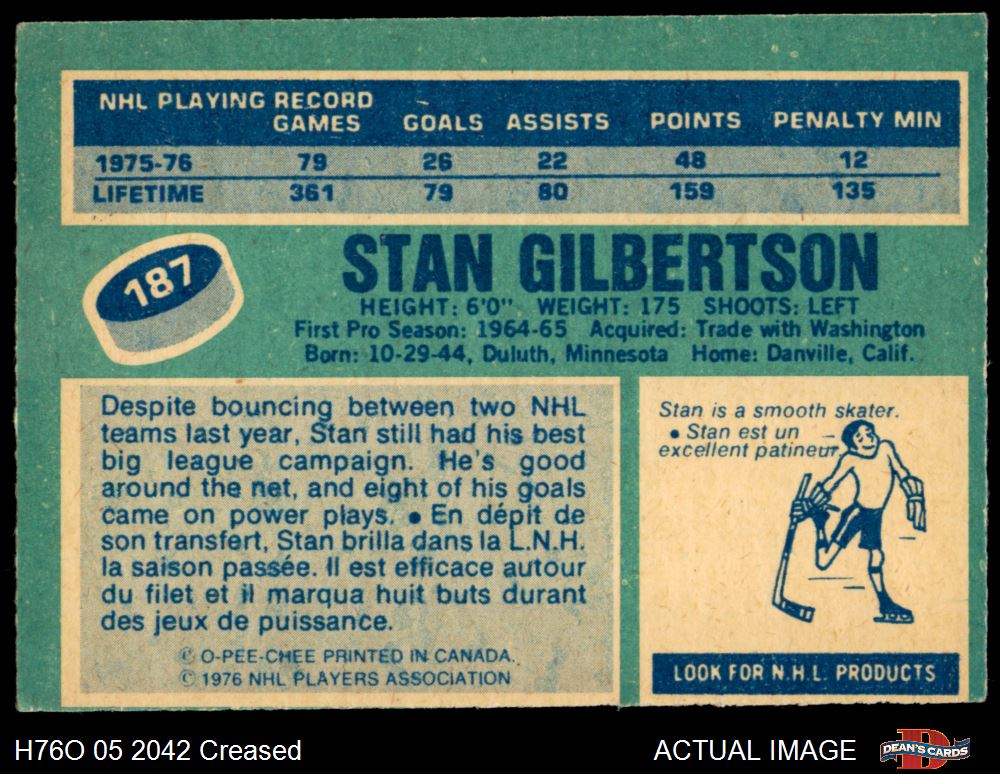 NHL PLAYING RECORD
GAMES GOALS ASSISTS POINTS PENALTY MIN
1975-76 79 26 22 48 12
LIFETIME 361 79 80 159 135
187
STAN GILBERTSON
HEIGHT: 6'0" WEIGHT: 175 SHOOTS: LEFT
First Pro Season: 1964-65 Acquired: Trade with Washington
Born: 10-29-44, Duluth, Minnesota Home: Danville, Calif.
Despite bouncing between two NHL
teams last year, Stan still had his best
big league campaign. He's good
around the net, and eight of his goals
came on power plays. ● En dépit de
son transfert, Stan brilla dans la L.N.H.
la saison passée. Il est efficace autour
du filet et il marqua huit buts durant
des jeux de puissance.
© O-PEE-CHEE PRINTED IN CANADA.
© 1976 NHL PLAYERS ASSOCIATION
Stan is a smooth skater.
● Stan est un
excellent patineur.
LOOK FOR N.H.L. PRODUCTS
H76O 05 2042 Creased
ACTUAL IMAGE
D
DEAN'S CARDS